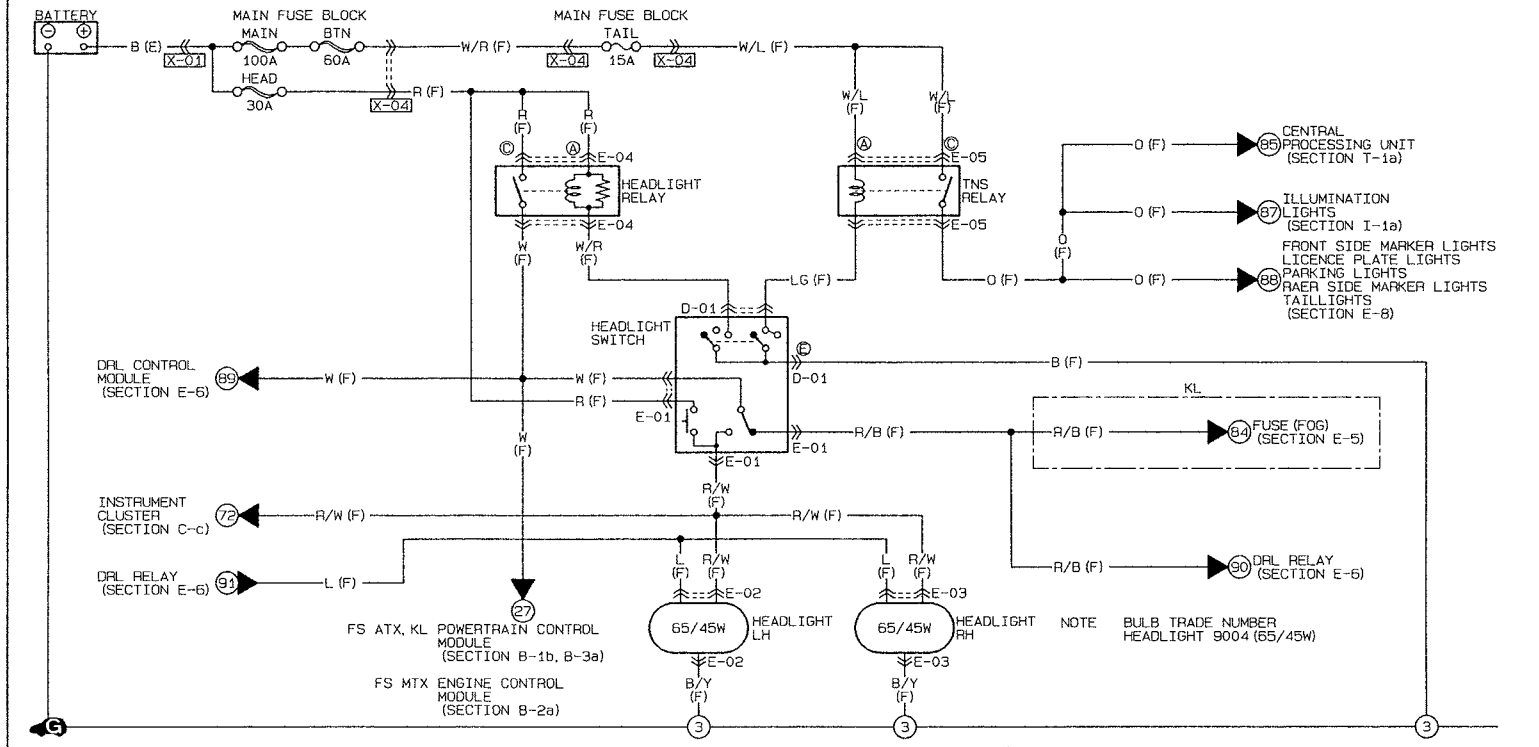 BATTERY
MAIN FUSE BLOCK
MAIN FUSE BLOCK
MAIN
BTN
TAIL
B (E)
W/R (F)
W/L (F)
X-01
100A
60A
X-04
15A
X-04
HEAD
30A
X-04
R (F)
R
(F)
R
(F)
W/L
(F)
W/L
(F)
C
A
E-04
A
C
E-05
HEADLIGHT
RELAY
TNS
RELAY
E-04
E-05
O (F)
85
CENTRAL
PROCESSING UNIT
(SECTION T-1a)
O (F)
87
ILLUMINATION
LIGHTS
(SECTION I-1a)
O
(F)
W
(F)
W/R
(F)
LG (F)
O (F)
O (F)
88
FRONT SIDE MARKER LIGHTS
LICENCE PLATE LIGHTS
PARKING LIGHTS
RAER SIDE MARKER LIGHTS
TAILLIGHTS
(SECTION E-8)
D-01
HEADLIGHT
SWITCH
E
D-01
B (F)
DRL CONTROL
MODULE
(SECTION E-6)
89
W (F)
W (F)
R (F)
E-01
KL
R/B (F)
E-01
R/B (F)
84
FUSE (FOG)
(SECTION E-5)
W
(F)
E-01
R/W
(F)
INSTRUMENT
CLUSTER
(SECTION C-c)
72
R/W (F)
R/W (F)
DRL RELAY
(SECTION E-6)
91
L (F)
L
(F)
R/W
(F)
L
(F)
R/W
(F)
R/B (F)
90
DRL RELAY
(SECTION E-6)
E-02
E-03
27
FS ATX, KL POWERTRAIN CONTROL
MODULE
(SECTION B-1b, B-3a)
65/45W
HEADLIGHT
LH
65/45W
HEADLIGHT
RH
NOTE BULB TRADE NUMBER
HEADLIGHT 9004 (65/45W)
E-02
E-03
FS MTX ENGINE CONTROL
MODULE
(SECTION B-2a)
B/Y
(F)
B/Y
(F)
G
3
3
3